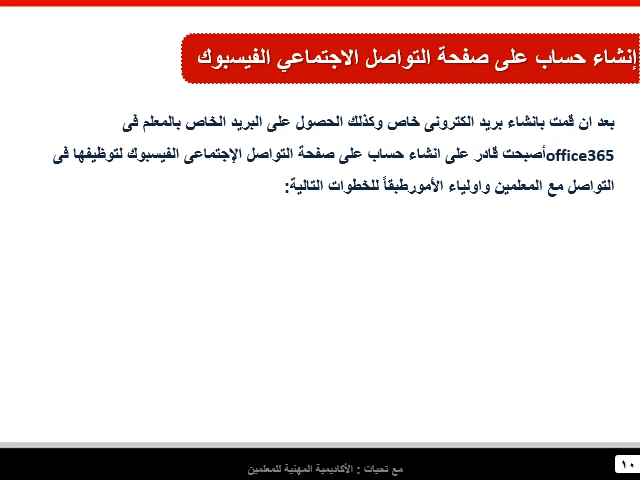 إنشاء حساب على صفحة التواصل الاجتماعي الفيسبوك
بعد ان قمت بانشاء بريد الكترونى خاص وكذلك الحصول على البريد الخاص بالمعلم فى
office365أصبحت قادر على انشاء حساب على صفحة التواصل الإجتماعى الفيسبوك لتوظيفها فى
التواصل مع المعلمين واولياء الأمورطبقاً للخطوات التالية:
مع تحيات : الأكاديمية المهنية للمعلمين
١٠